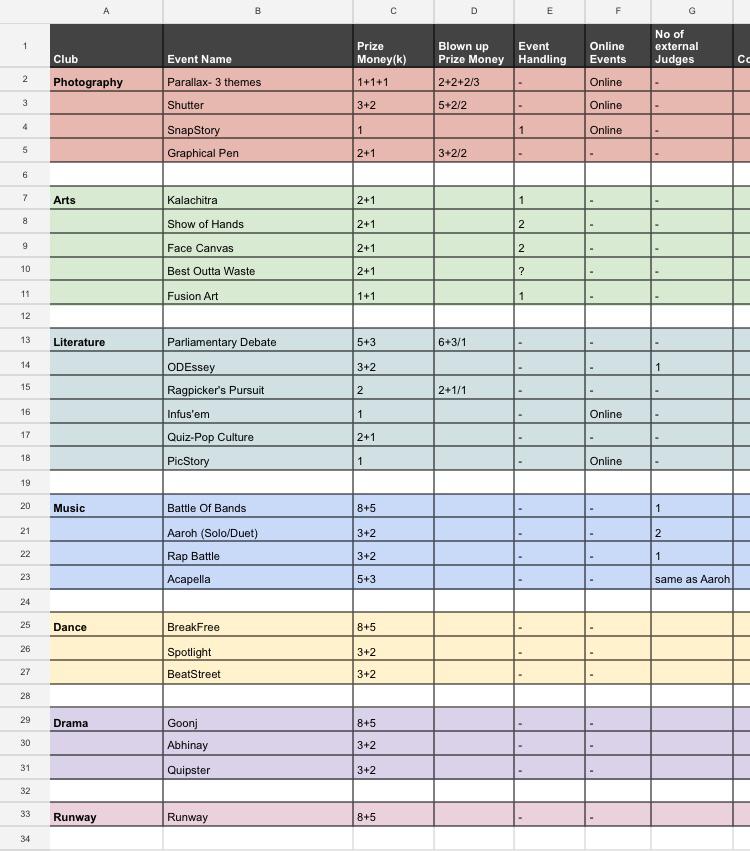 A B C D E F G
1 Club Event Name Prize Money(k) Blown up Prize Money Event Handling Online Events No of external Judges Co
2 Photography Parallax- 3 themes 1+1+1 2+2+2/3 - Online -
3 Shutter 3+2 5+2/2 - Online -
4 SnapStory 1 1 Online -
5 Graphical Pen 2+1 3+2/2 - - -
6
7 Arts Kalachitra 2+1 1 - -
8 Show of Hands 2+1 2 - -
9 Face Canvas 2+1 2 - -
10 Best Outta Waste 2+1 ? - -
11 Fusion Art 1+1 1 - -
12
13 Literature Parliamentary Debate 5+3 6+3/1 - - -
14 ODEssey 3+2 - - 1
15 Ragpicker's Pursuit 2 2+1/1 - - -
16 Infus'em 1 - Online -
17 Quiz-Pop Culture 2+1 - - -
18 PicStory 1 - Online -
19
20 Music Battle Of Bands 8+5 - - 1
21 Aaroh (Solo/Duet) 3+2 - - 2
22 Rap Battle 3+2 - - 1
23 Acapella 5+3 - - same as Aaroh
24
25 Dance BreakFree 8+5 - -
26 Spotlight 3+2 - -
27 BeatStreet 3+2 - -
28
29 Drama Goonj 8+5 - -
30 Abhinay 3+2 - -
31 Quipster 3+2 - -
32
33 Runway Runway 8+5 - -
34